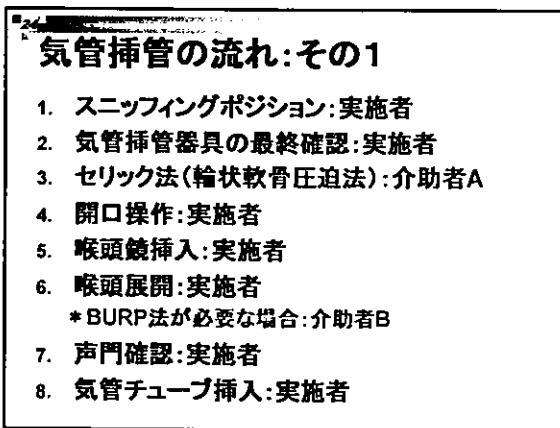 24
気管挿管の流れ:その1
1. スニッフィングポジション:実施者
2. 気管挿管器具の最終確認:実施者
3. セリック法(輪状軟骨圧迫法):介助者A
4. 開口操作:実施者
5. 喉頭鏡挿入:実施者
6. 喉頭展開:実施者
*BURP法が必要な場合:介助者B
7. 声門確認:実施者
8. 気管チューブ挿入:実施者